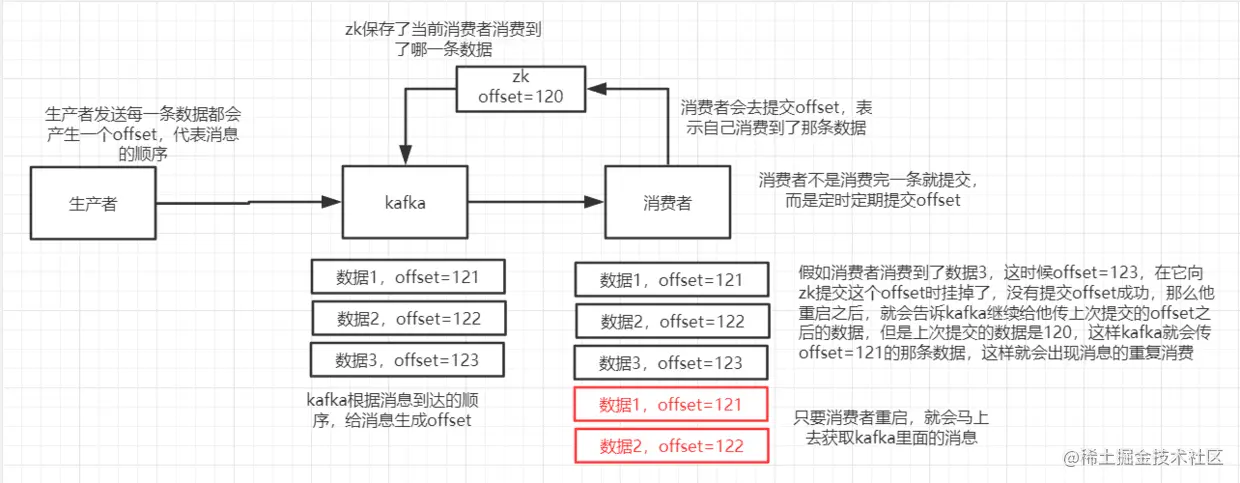 zk保存了当前消费者消费到
了哪一条数据
zk
offset=120
生产者发送每一条数据都会
产生一个offset，代表消息
的顺序
消费者会去提交offset，表
示自己消费到了那条数据
生产者
kafka
消费者
消费者不是消费完一条就提交，
而是定时定期提交offset
数据1，offset=121
数据2，offset=122
数据3，offset=123
kafka根据消息到达的顺
序，给消息生成offset
数据1，offset=121
数据2，offset=122
数据3，offset=123
数据1，offset=121
数据2，offset=122
假如消费者消费到了数据3，这时候offset=123，在它向
zk提交这个offset时挂掉了，没有提交offset成功，那么他
重启之后，就会告诉kafka继续给他传上次提交的offset之
后的数据，但是上次提交的数据是120，这样kafka就会传
offset=121的那条数据，这样就会出现消息的重复消费
只要消费者重启，就会马上
去获取kafka里面的消息
@稀土掘金技术社区